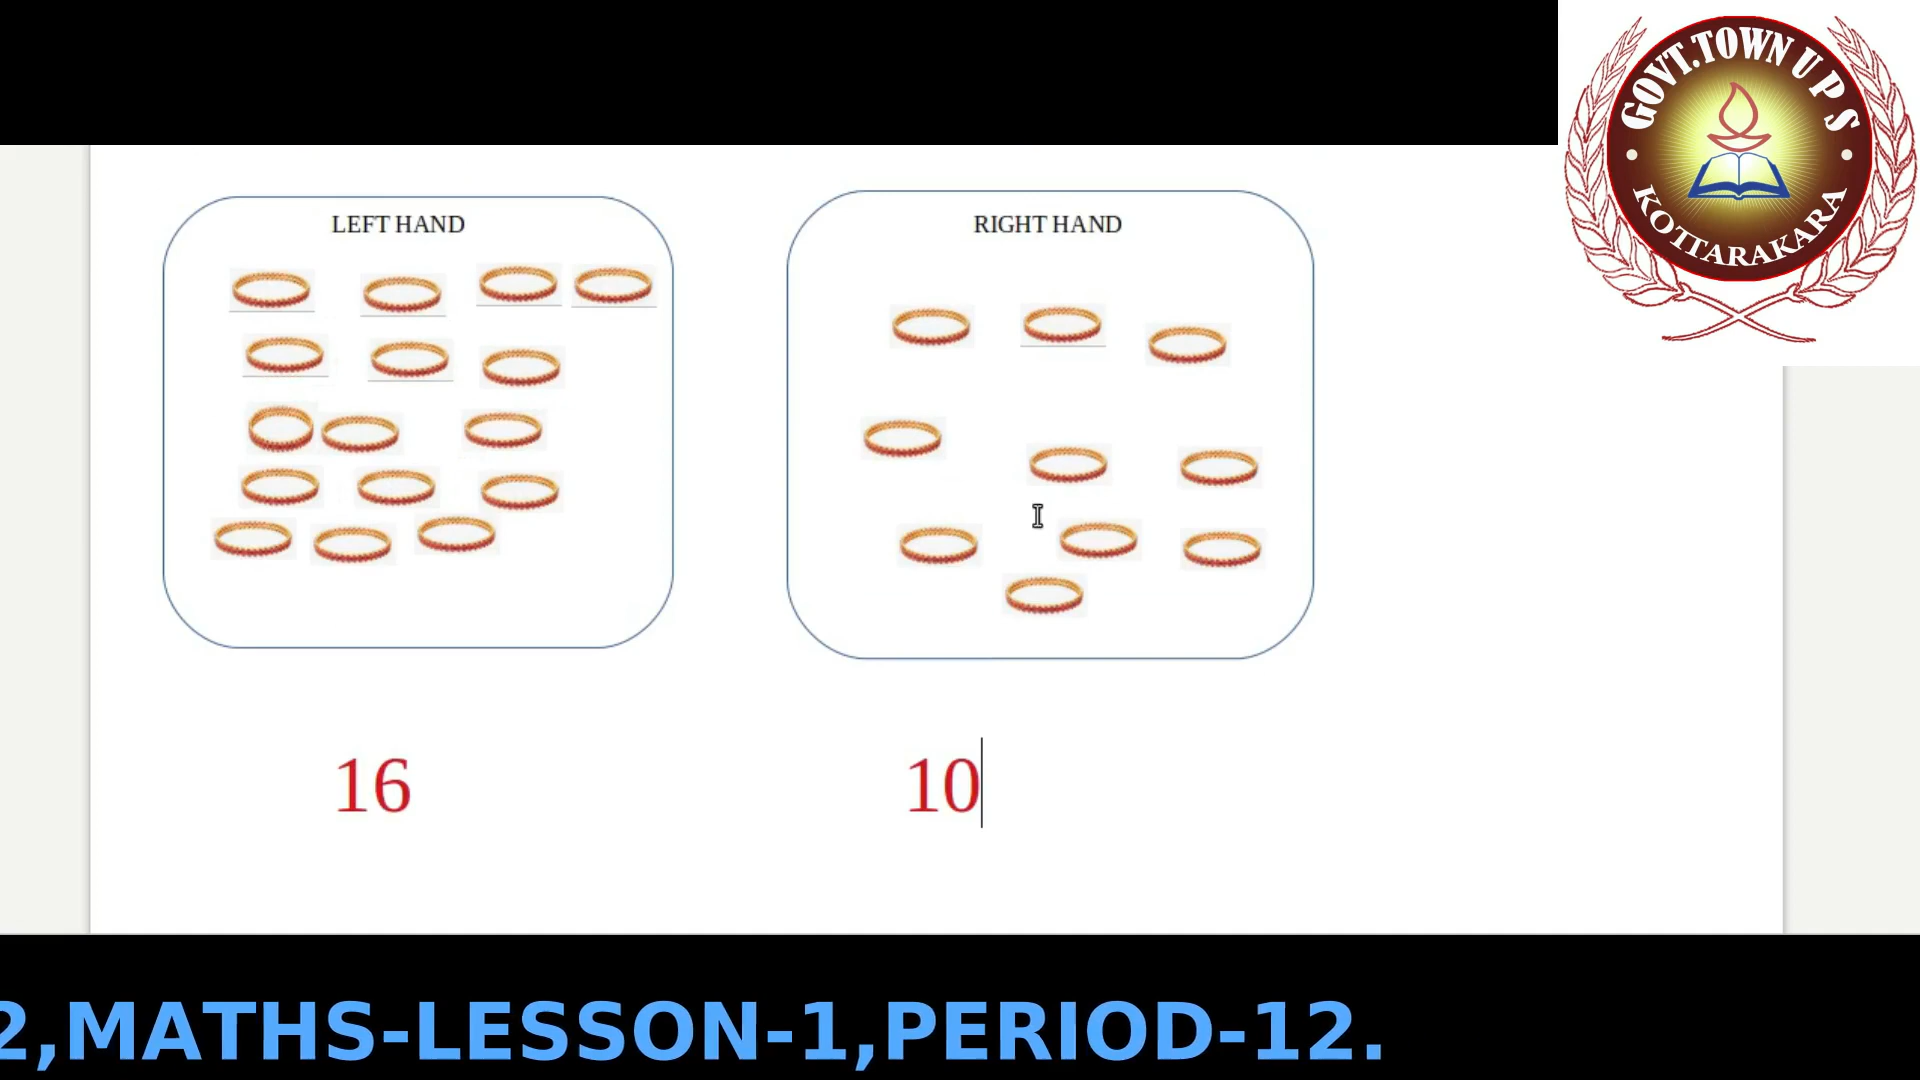 GOVT.TOWN U P S
KOTTARAKARA
LEFT HAND
RIGHT HAND
16
10
2,MATHS-LESSON-1,PERIOD-12.